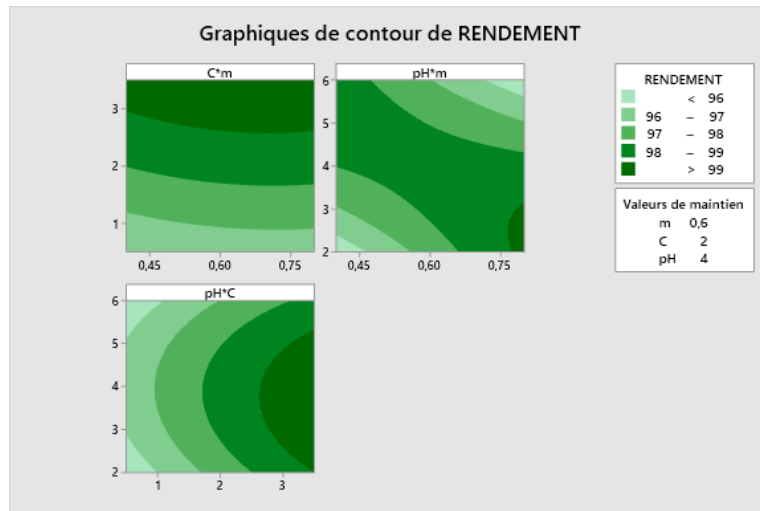 Graphiques de contour de RENDEMENT
C*m
3
2
1
0,45 0,60 0,75
pH*m
6
5
4
3
2
0,45 0,60 0,75
pH*C
6
5
4
3
2
1 2 3
RENDEMENT
< 96
96 – 97
97 – 98
98 – 99
> 99
Valeurs de maintien
m 0,6
C 2
pH 4